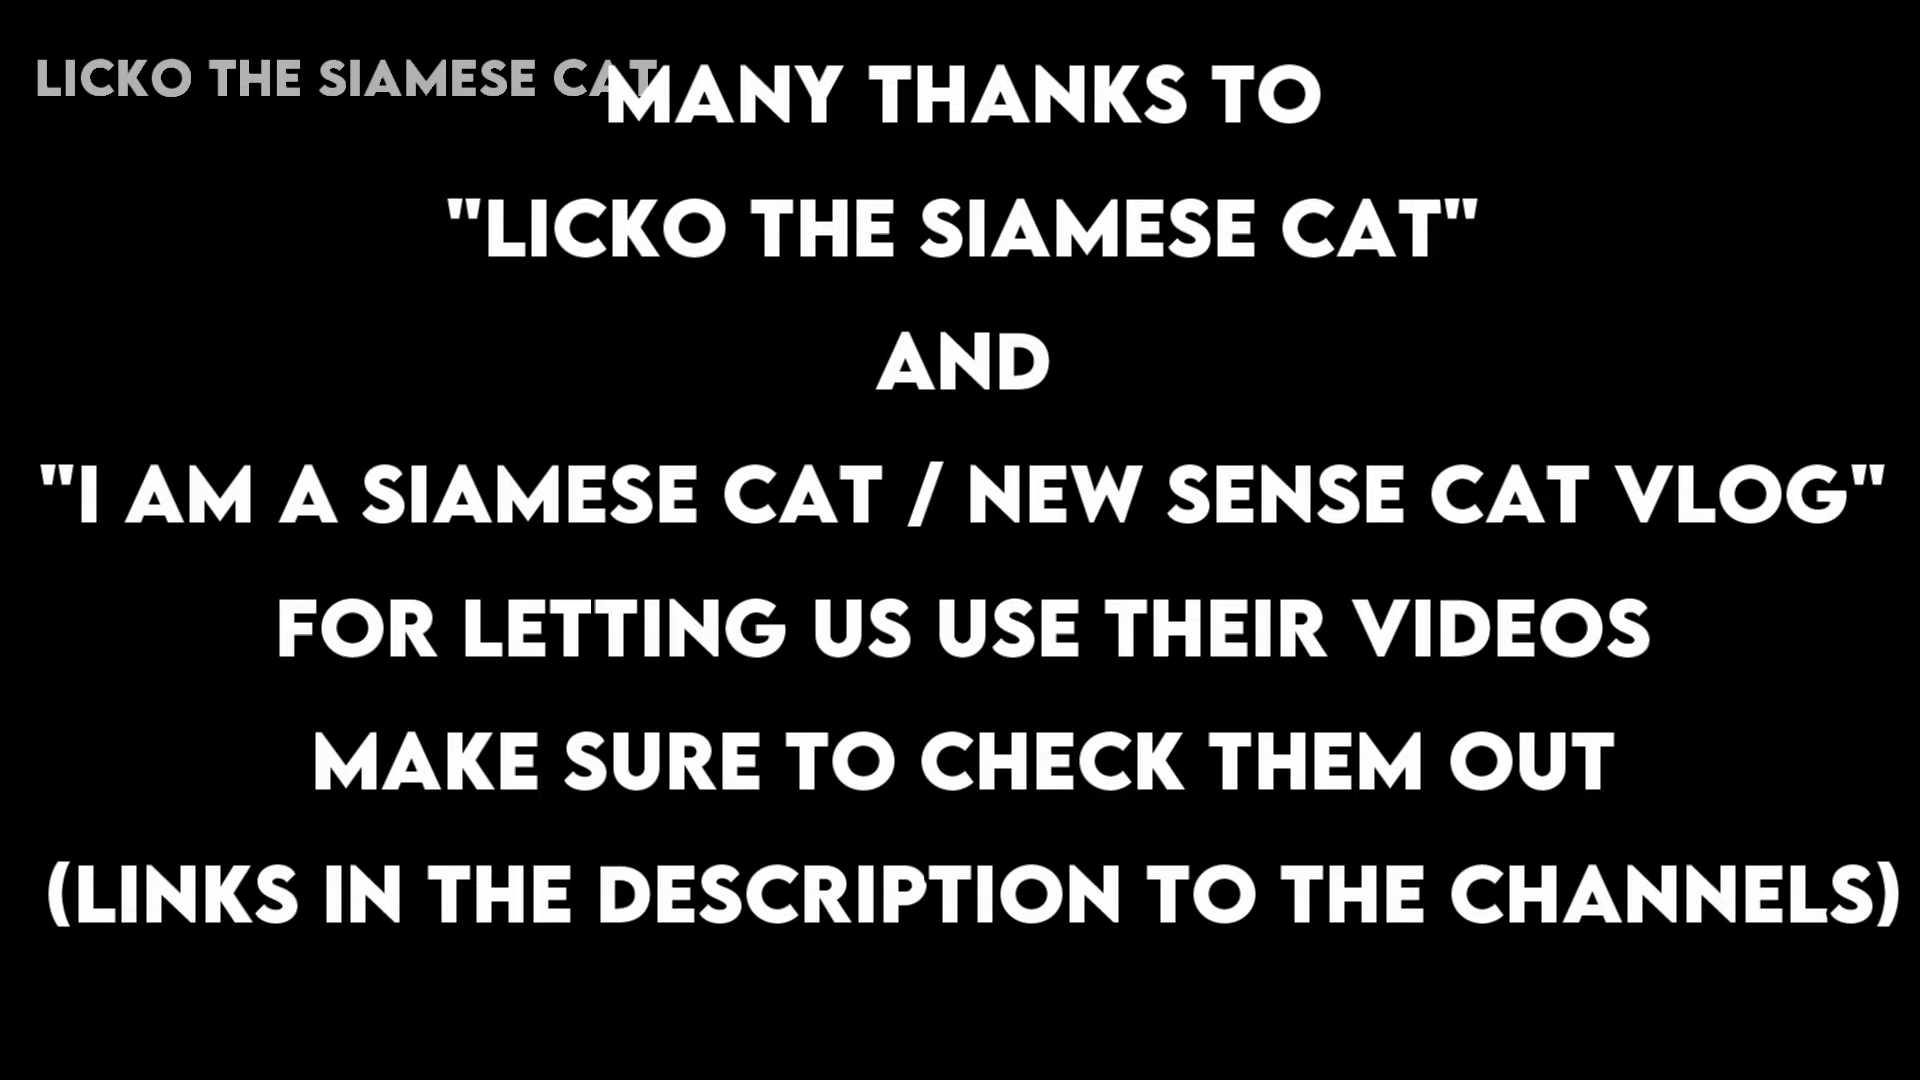 LICKO THE SIAMESE CAT
MANY THANKS TO
"LICKO THE SIAMESE CAT"
AND
"I AM A SIAMESE CAT / NEW SENSE CAT VLOG"
FOR LETTING US USE THEIR VIDEOS
MAKE SURE TO CHECK THEM OUT
(LINKS IN THE DESCRIPTION TO THE CHANNELS)